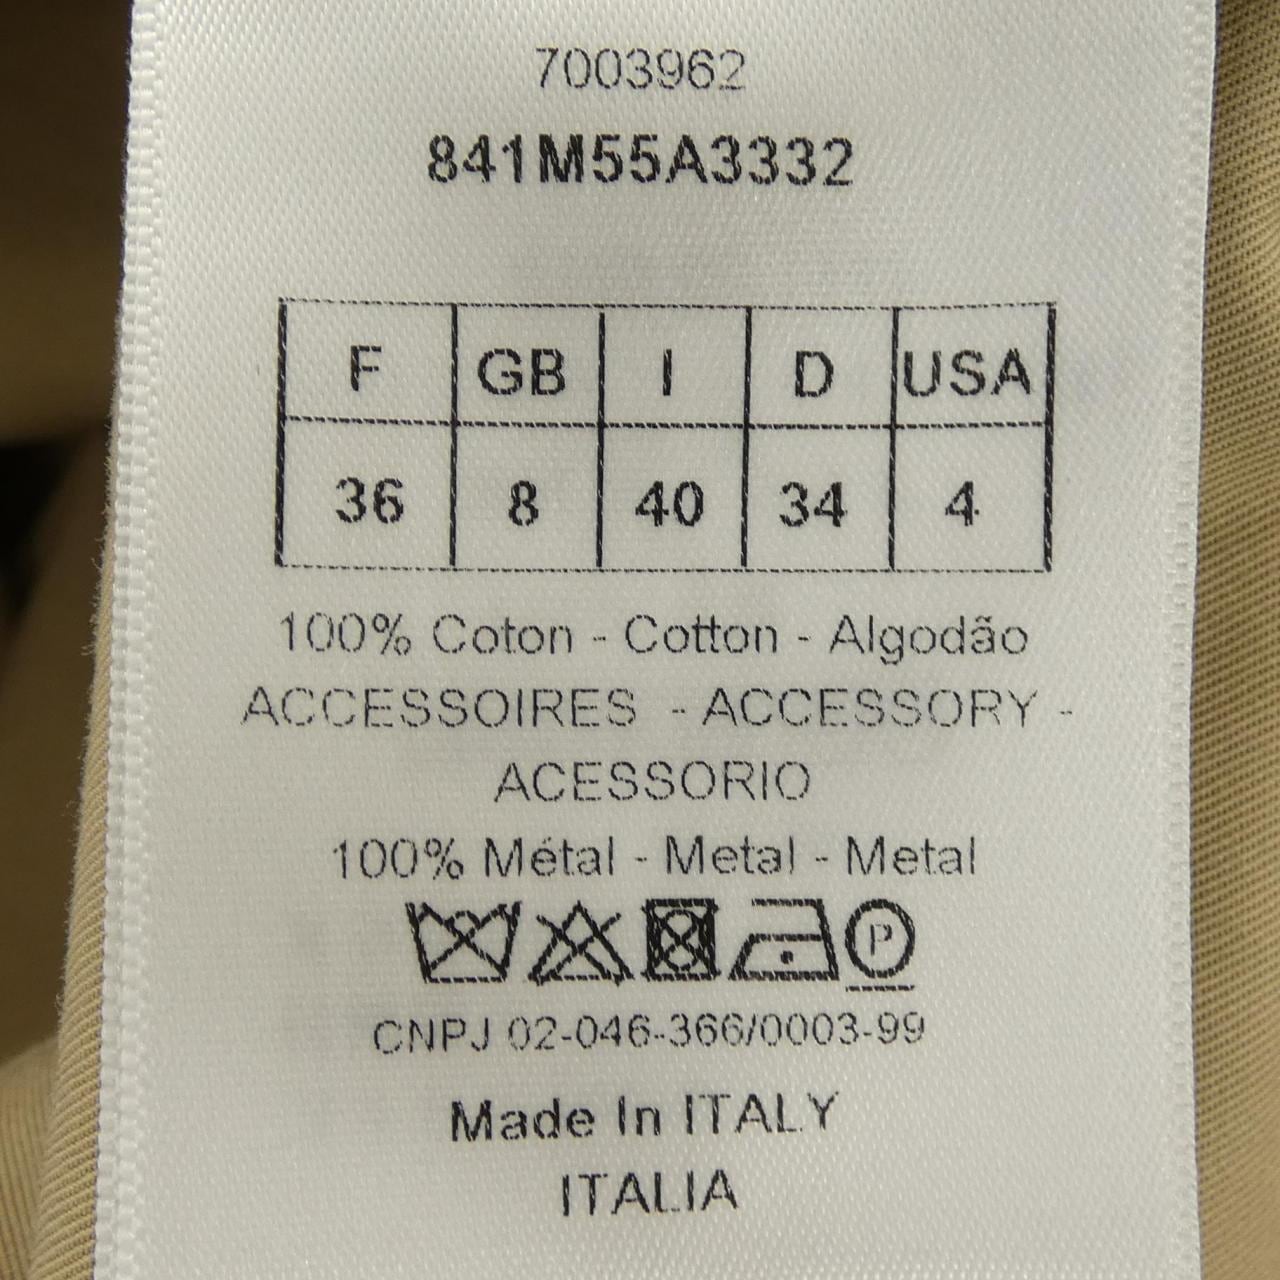 7003962
841M55A3332
F GB I D USA
36 8 40 34 4
100% Coton - Cotton - Algodão
ACCESSOIRES - ACCESSORY -
ACESSORIO
100% Métal - Metal - Metal
P
CNPJ 02-046-366/0003-99
Made In ITALY
ITALIA